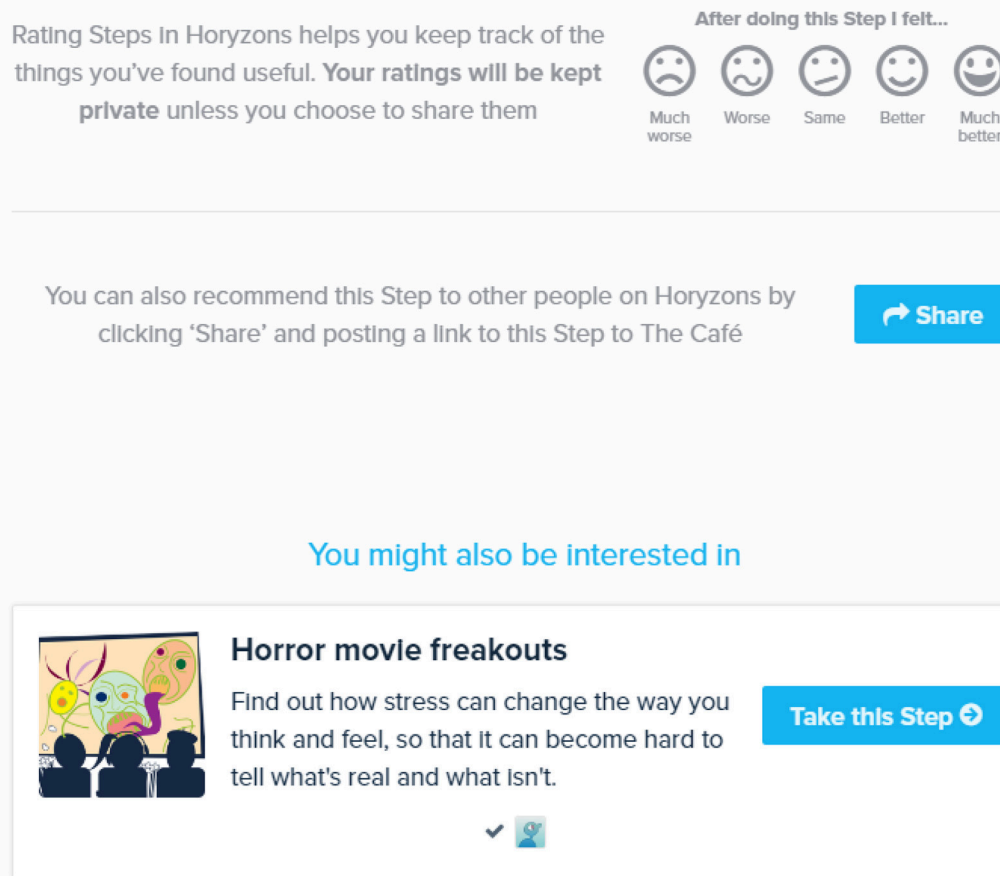 Rating Steps in Horyzons helps you keep track of the
things you've found useful. Your ratings will be kept
private unless you choose to share them
After doing this Step I felt...
Much worse
Worse
Same
Better
Much better
You can also recommend this Step to other people on Horyzons by
clicking ‘Share’ and posting a link to this Step to The Café
Share
You might also be interested in
Horror movie freakouts
Find out how stress can change the way you
think and feel, so that it can become hard to
tell what's real and what isn't.
Take this Step